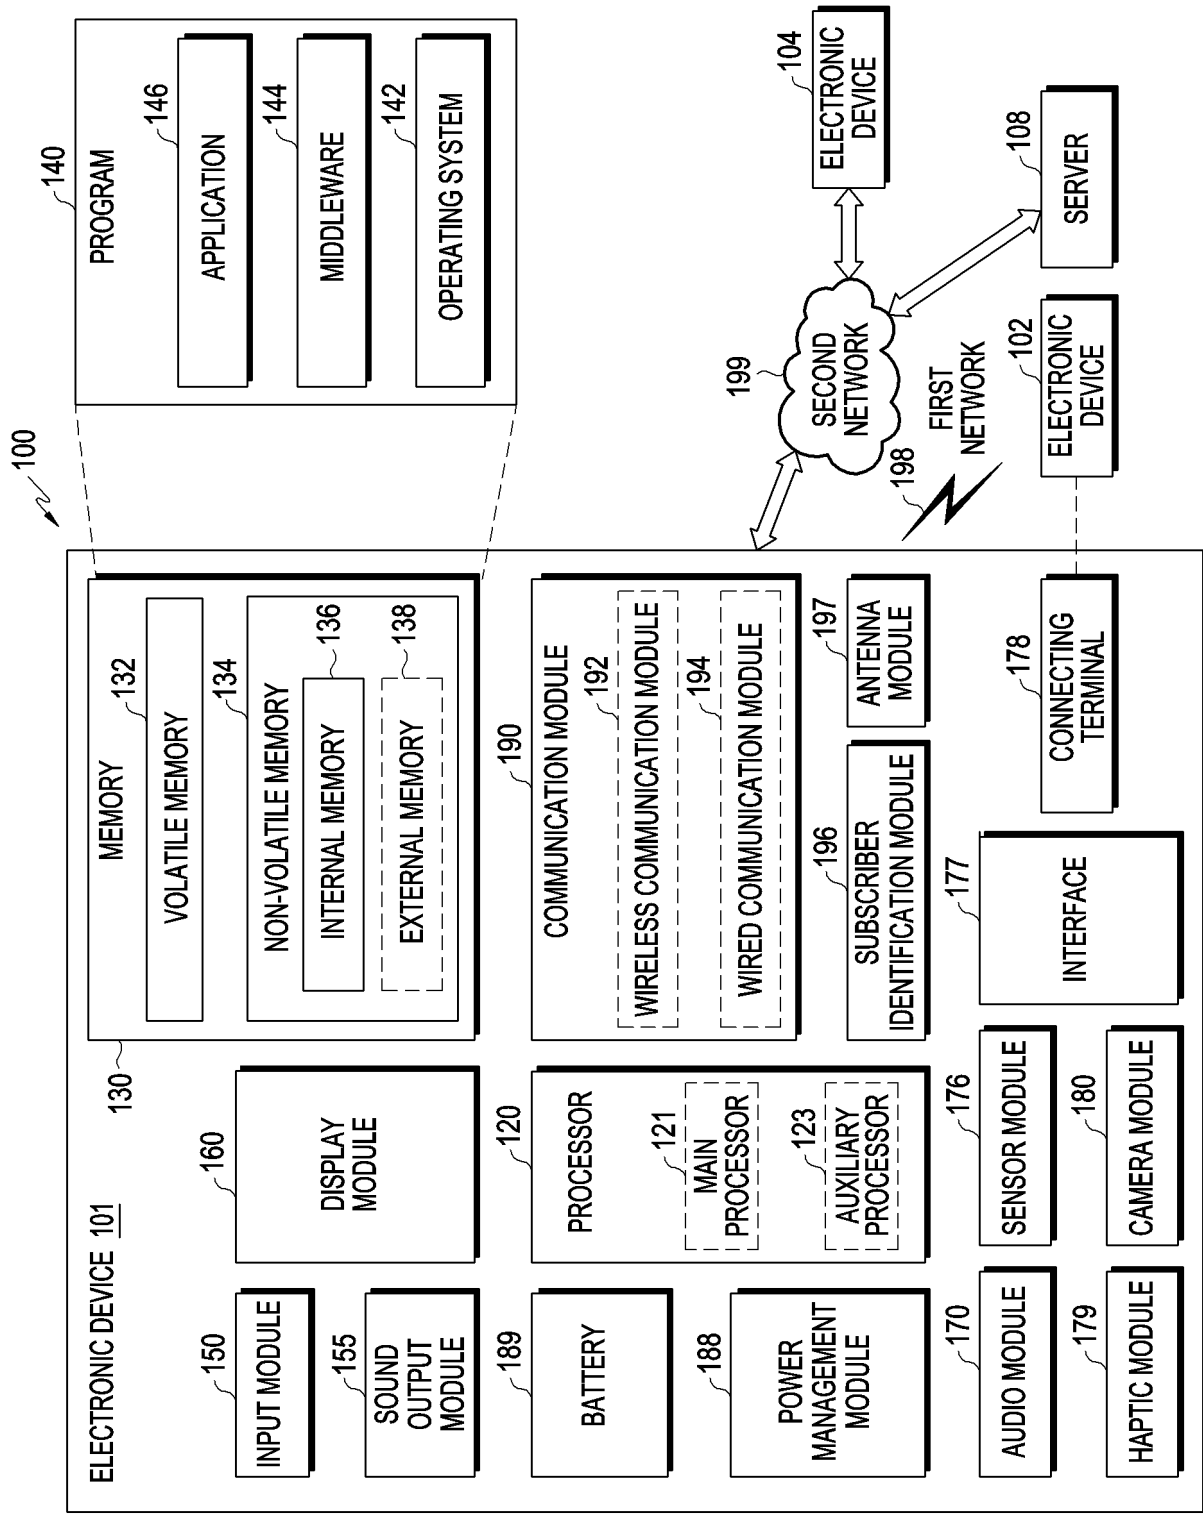 100
ELECTRONIC DEVICE 101
150
INPUT MODULE
155
SOUND
OUTPUT
MODULE
189
BATTERY
188
POWER
MANAGEMENT
MODULE
170
AUDIO MODULE
179
HAPTIC MODULE
160
DISPLAY
MODULE
120
PROCESSOR
121
MAIN
PROCESSOR
123
AUXILIARY
PROCESSOR
176
SENSOR MODULE
180
CAMERA MODULE
130
MEMORY
132
VOLATILE MEMORY
134
NON-VOLATILE MEMORY
136
INTERNAL MEMORY
138
EXTERNAL MEMORY
190
COMMUNICATION MODULE
192
WIRELESS COMMUNICATION MODULE
194
WIRED COMMUNICATION MODULE
196
SUBSCRIBER
IDENTIFICATION MODULE
197
ANTENNA
MODULE
177
INTERFACE
178
CONNECTING
TERMINAL
140
PROGRAM
146
APPLICATION
144
MIDDLEWARE
142
OPERATING SYSTEM
199
SECOND
NETWORK
198
FIRST
NETWORK
104
ELECTRONIC
DEVICE
108
SERVER
102
ELECTRONIC
DEVICE